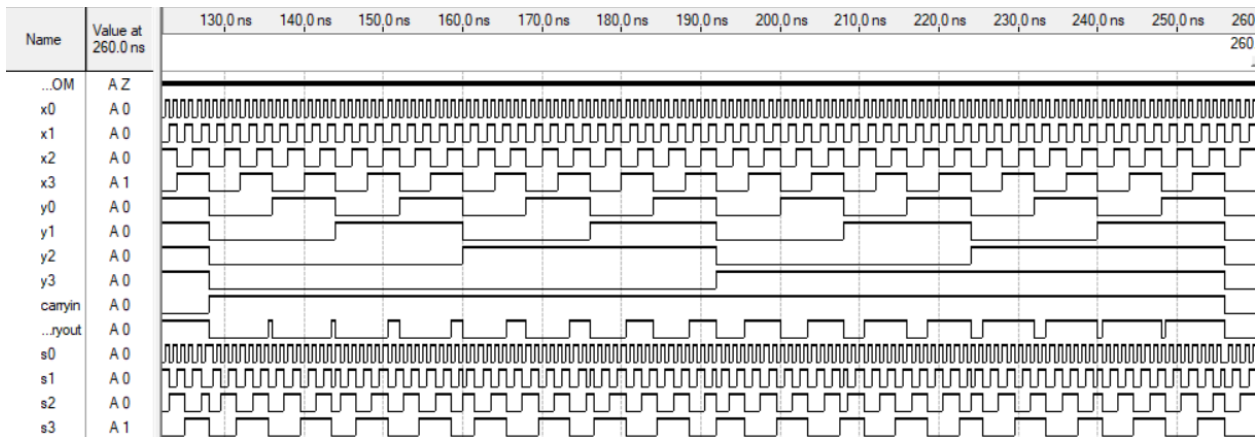 130.0 ns 140.0 ns 150.0 ns 160.0 ns 170.0 ns 180.0 ns 190.0 ns 200.0 ns 210.0 ns 220.0 ns 230.0 ns 240.0 ns 250.0 ns 260
Name Value at
260.0 ns 260
...OM A Z
x0 A 0
x1 A 0
x2 A 0
x3 A 1
y0 A 0
y1 A 0
y2 A 0
y3 A 0
carryin A 0
...ryout A 0
s0 A 0
s1 A 0
s2 A 0
s3 A 1